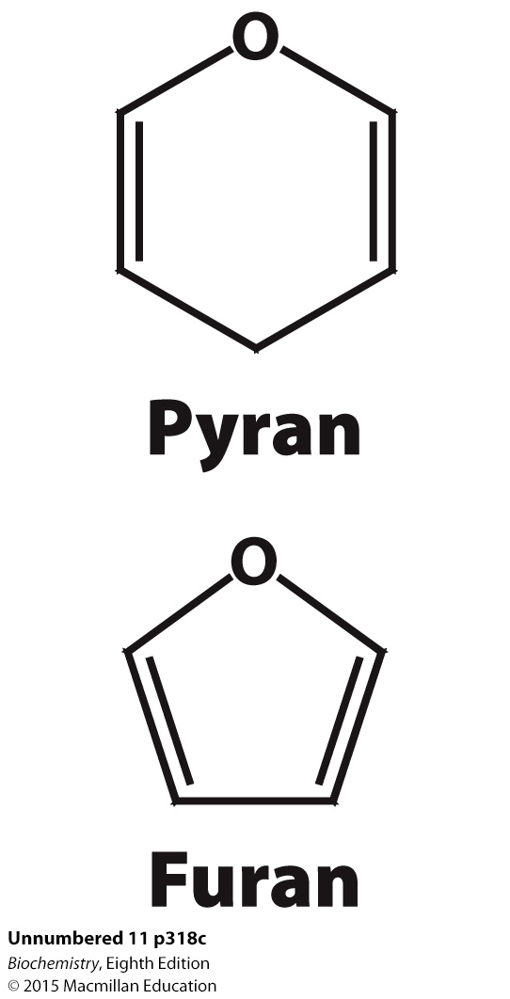 O
Pyran
O
Furan
Unnumbered 11 p318c
Biochemistry, Eighth Edition
© 2015 Macmillan Education